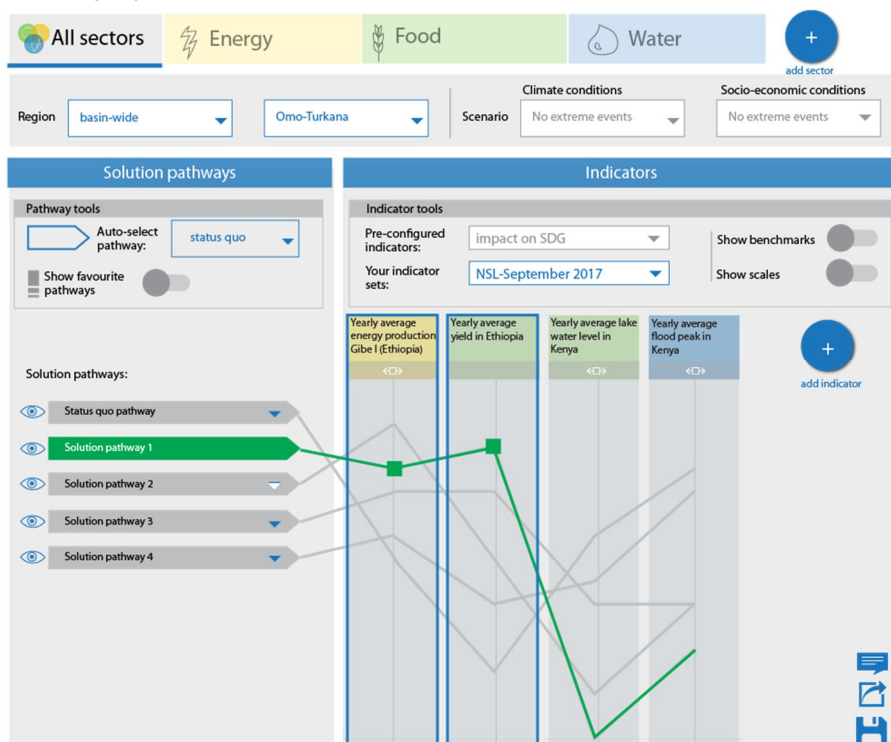 All sectors
Energy
Food
Water
+
add sector
Climate conditions
Socio-economic conditions
Region
basin-wide
Omo-Turkana
Scenario
No extreme events
No extreme events
Solution pathways
Indicators
Pathway tools
Auto-select
pathway:
status quo
Show favourite
pathways
Indicator tools
Pre-configured
indicators:
impact on SDG
Your indicator
sets:
NSL-September 2017
Show benchmarks
Show scales
Yearly average
energy production
Gibe I (Ethiopia)
Yearly average
yield in Ethiopia
Yearly average lake
water level in
Kenya
Yearly average
flood peak in
Kenya
+
add indicator
Solution pathways:
Status quo pathway
Solution pathway 1
Solution pathway 2
Solution pathway 3
Solution pathway 4